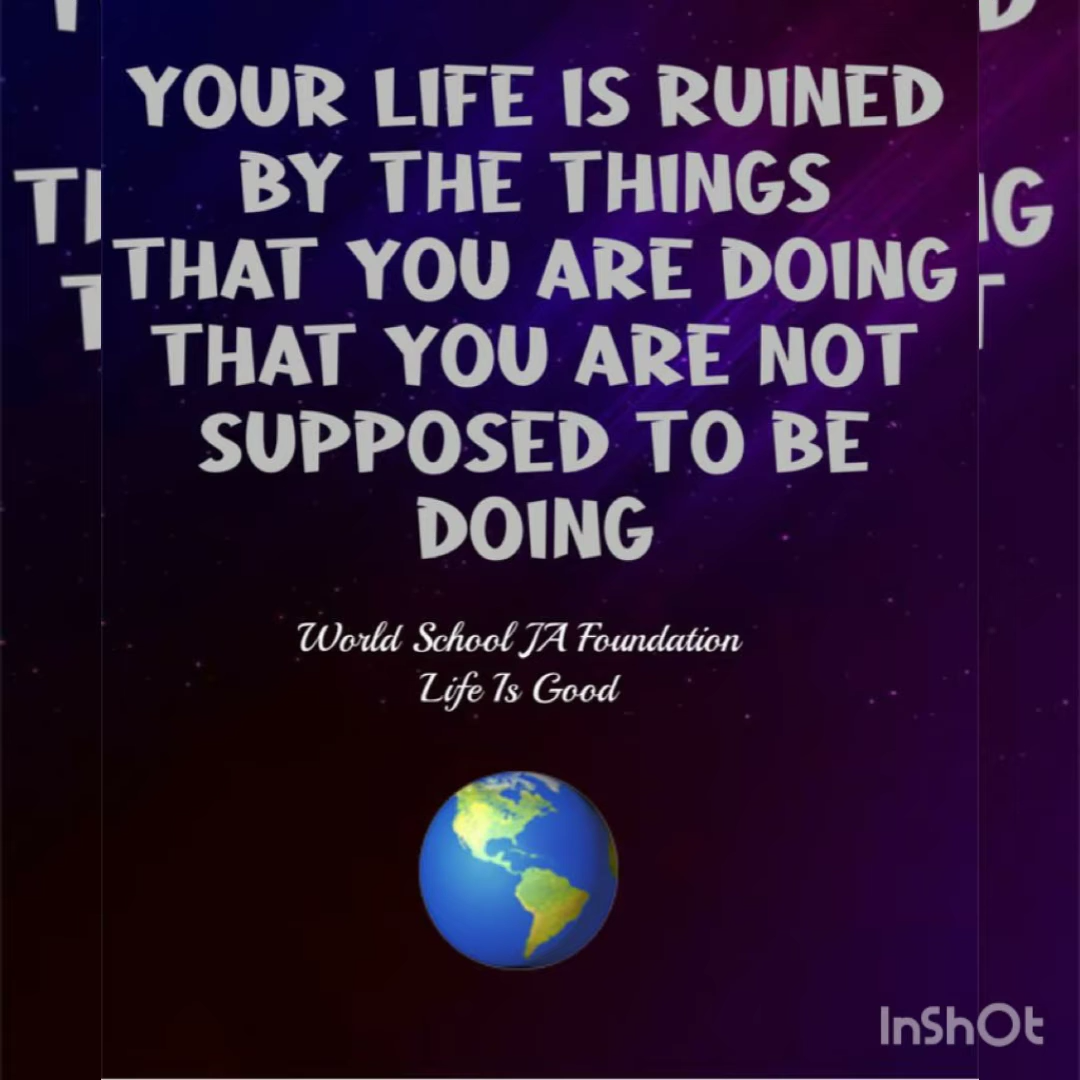 YOUR LIFE IS RUINED
BY THE THINGS
THAT YOU ARE DOING
THAT YOU ARE NOT
SUPPOSED TO BE
DOING
World School JA Foundation
Life Is Good
InShOt